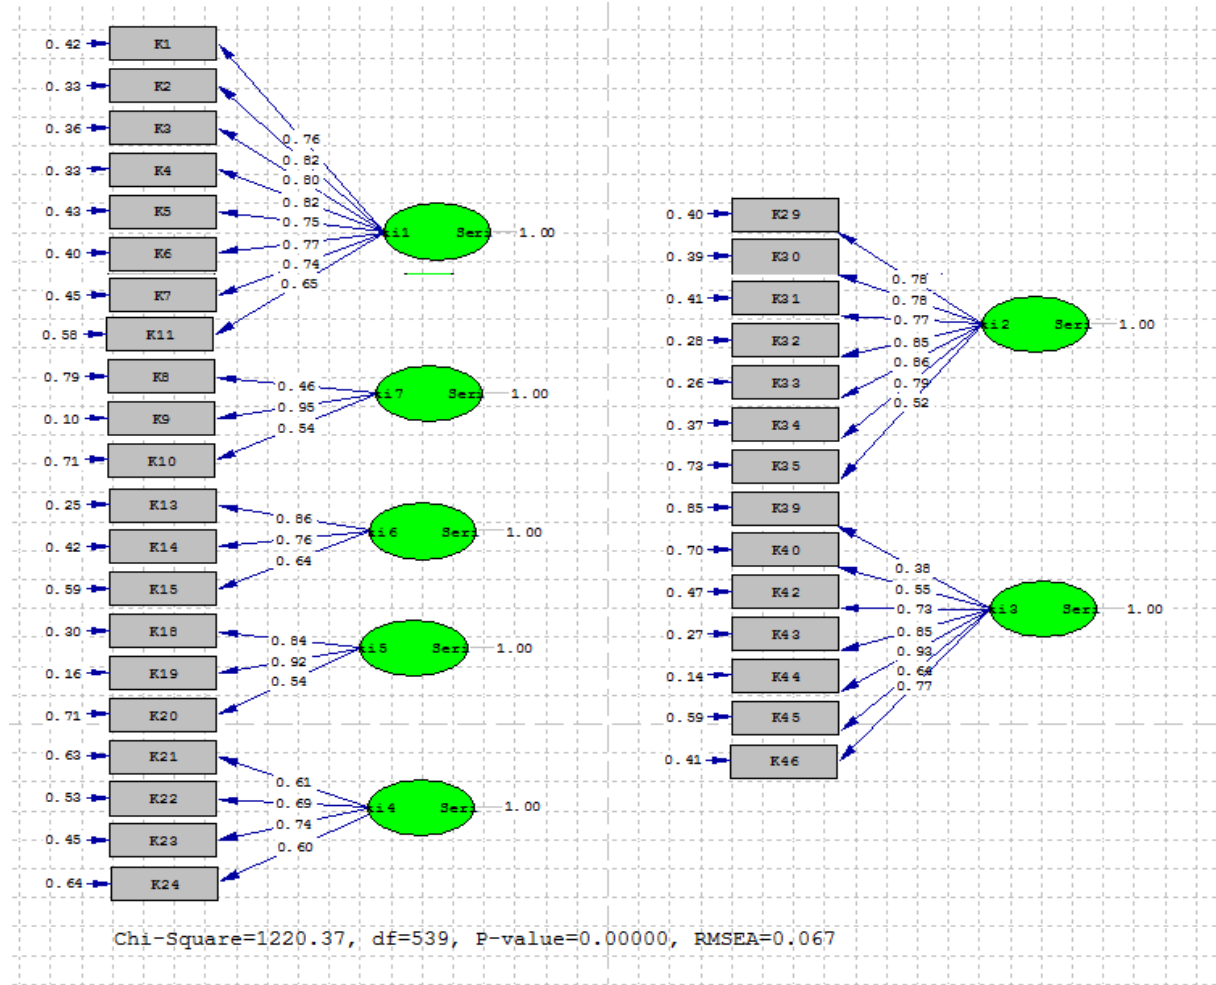 0.42 K1
0.33 K2
0.36 K3
0.33 K4
0.43 K5
0.40 K6
0.45 K7
0.58 K11
0.76
0.82
0.80
0.82
0.75
0.77
0.74
0.65
i1 Seri 1.00
0.79 K8
0.10 K9
0.71 K10
0.46
0.95
0.54
i7 Seri 1.00
0.25 K13
0.42 K14
0.59 K15
0.86
0.76
0.64
i6 Seri 1.00
0.30 K18
0.16 K19
0.71 K20
0.84
0.92
0.54
i5 Seri 1.00
0.63 K21
0.53 K22
0.45 K23
0.64 K24
0.61
0.69
0.74
0.60
i4 Seri 1.00
0.40 K29
0.39 K30
0.41 K31
0.28 K32
0.26 K33
0.37 K34
0.73 K35
0.78
0.78
0.77
0.85
0.86
0.79
0.52
i2 Seri 1.00
0.85 K39
0.70 K40
0.47 K42
0.27 K43
0.14 K44
0.59 K45
0.41 K46
0.38
0.55
0.73
0.85
0.93
0.64
0.77
i3 Seri 1.00
Chi-Square=1220.37, df=539, P-value=0.00000, RMSEA=0.067